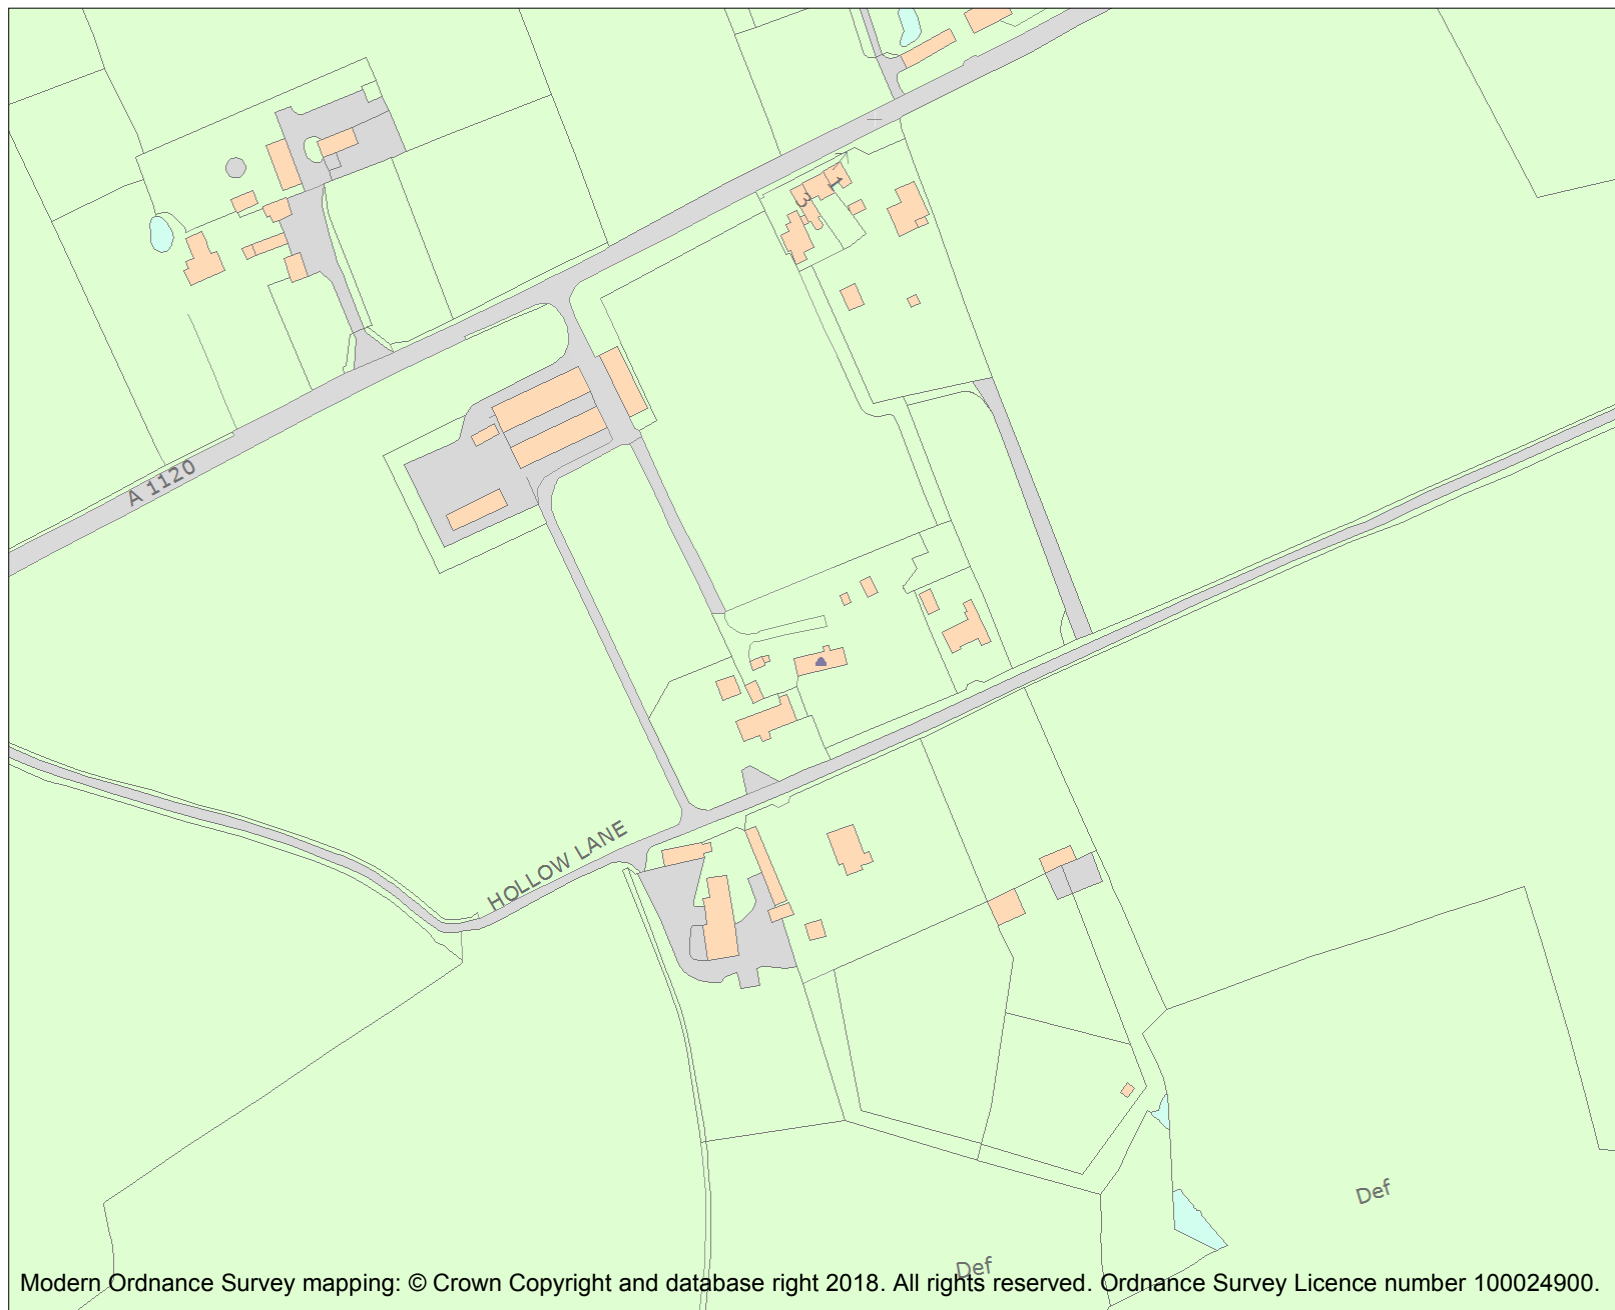 1
3
A 1120
HOLLOW LANE
Def
Def
Modern Ordnance Survey mapping: © Crown Copyright and database right 2018. All rights reserved. Ordnance Survey Licence number 100024900.